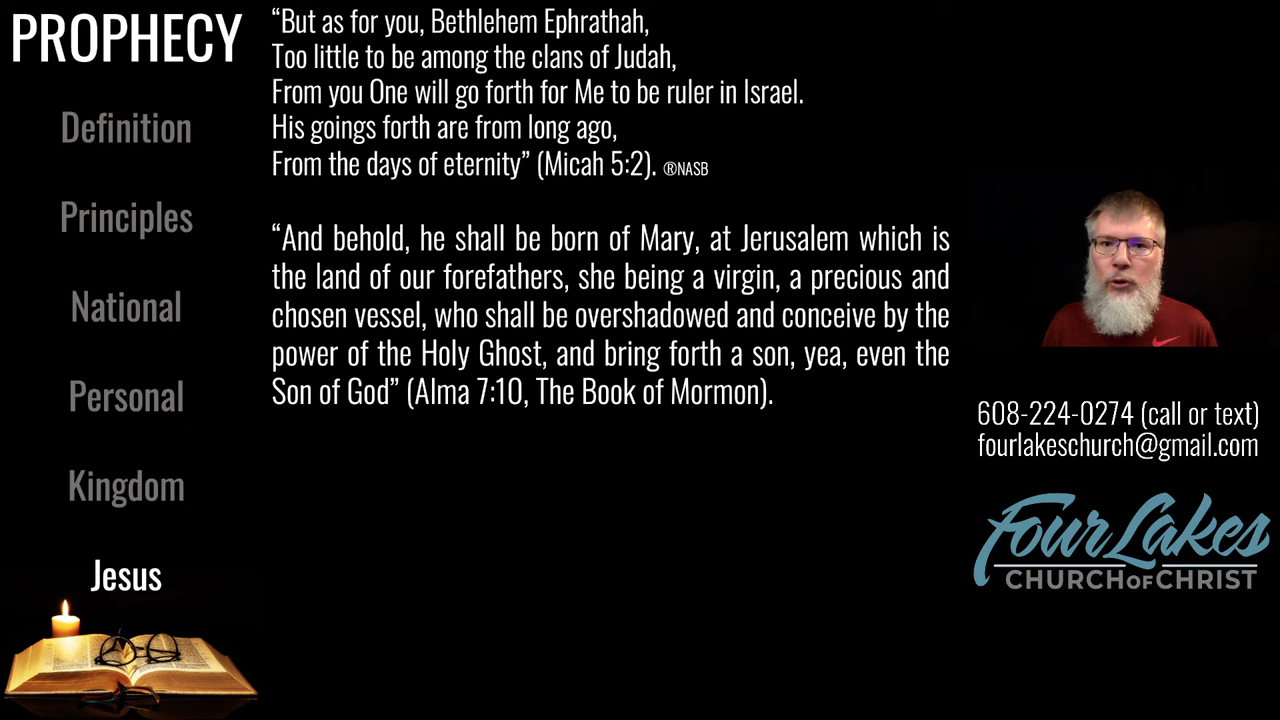 PROPHECY
Definition
Principles
National
Personal
Kingdom
Jesus
“But as for you, Bethlehem Ephrathah,
Too little to be among the clans of Judah,
From you One will go forth for Me to be ruler in Israel.
His goings forth are from long ago,
From the days of eternity” (Micah 5:2). ®NASB
“And behold, he shall be born of Mary, at Jerusalem which is
the land of our forefathers, she being a virgin, a precious and
chosen vessel, who shall be overshadowed and conceive by the
power of the Holy Ghost, and bring forth a son, yea, even the
Son of God” (Alma 7:10, The Book of Mormon).
608-224-0274 (call or text)
fourlakeschurch@gmail.com
Four Lakes
CHURCH OF CHRIST